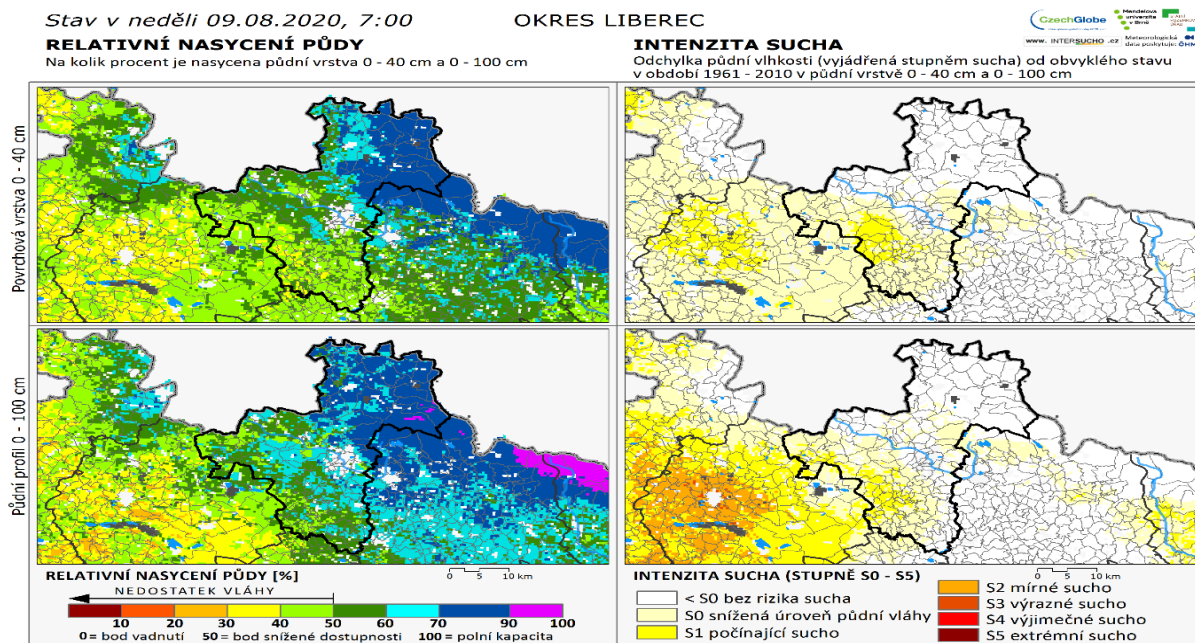 Stav v neděli 09.08.2020, 7:00
OKRES LIBEREC
CzechGlobe
Mendelova
univerzita
v Brně
www. INTERSUCHO .cz
Meteorologická
data poskytuje:
RELATIVNÍ NASYCENÍ PŮDY
Na kolik procent je nasycena půdní vrstva 0 - 40 cm a 0 - 100 cm
INTENZITA SUCHA
Odchylka půdní vlhkosti (vyjádřená stupněm sucha) od obvyklého stavu
v období 1961 - 2010 v půdní vrstvě 0 - 40 cm a 0 - 100 cm
Povrchová vrstva 0 - 40 cm
Půdní profil 0 - 100 cm
RELATIVNÍ NASYCENÍ PŮDY [%]
NEDOSTATEK VLÁHY
0 5 10 km
10 20 30 40 50 60 70 80 90 100
0 = bod vadnutí 50 = bod snížené dostupnosti 100 = polní kapacita
INTENZITA SUCHA (STUPNĚ S0 - S5)
0 5 10 km
< S0 bez rizika sucha
S0 snížená úroveň půdní vláhy
S1 počínající sucho
S2 mírné sucho
S3 výrazné sucho
S4 výjimečné sucho
S5 extrémní sucho